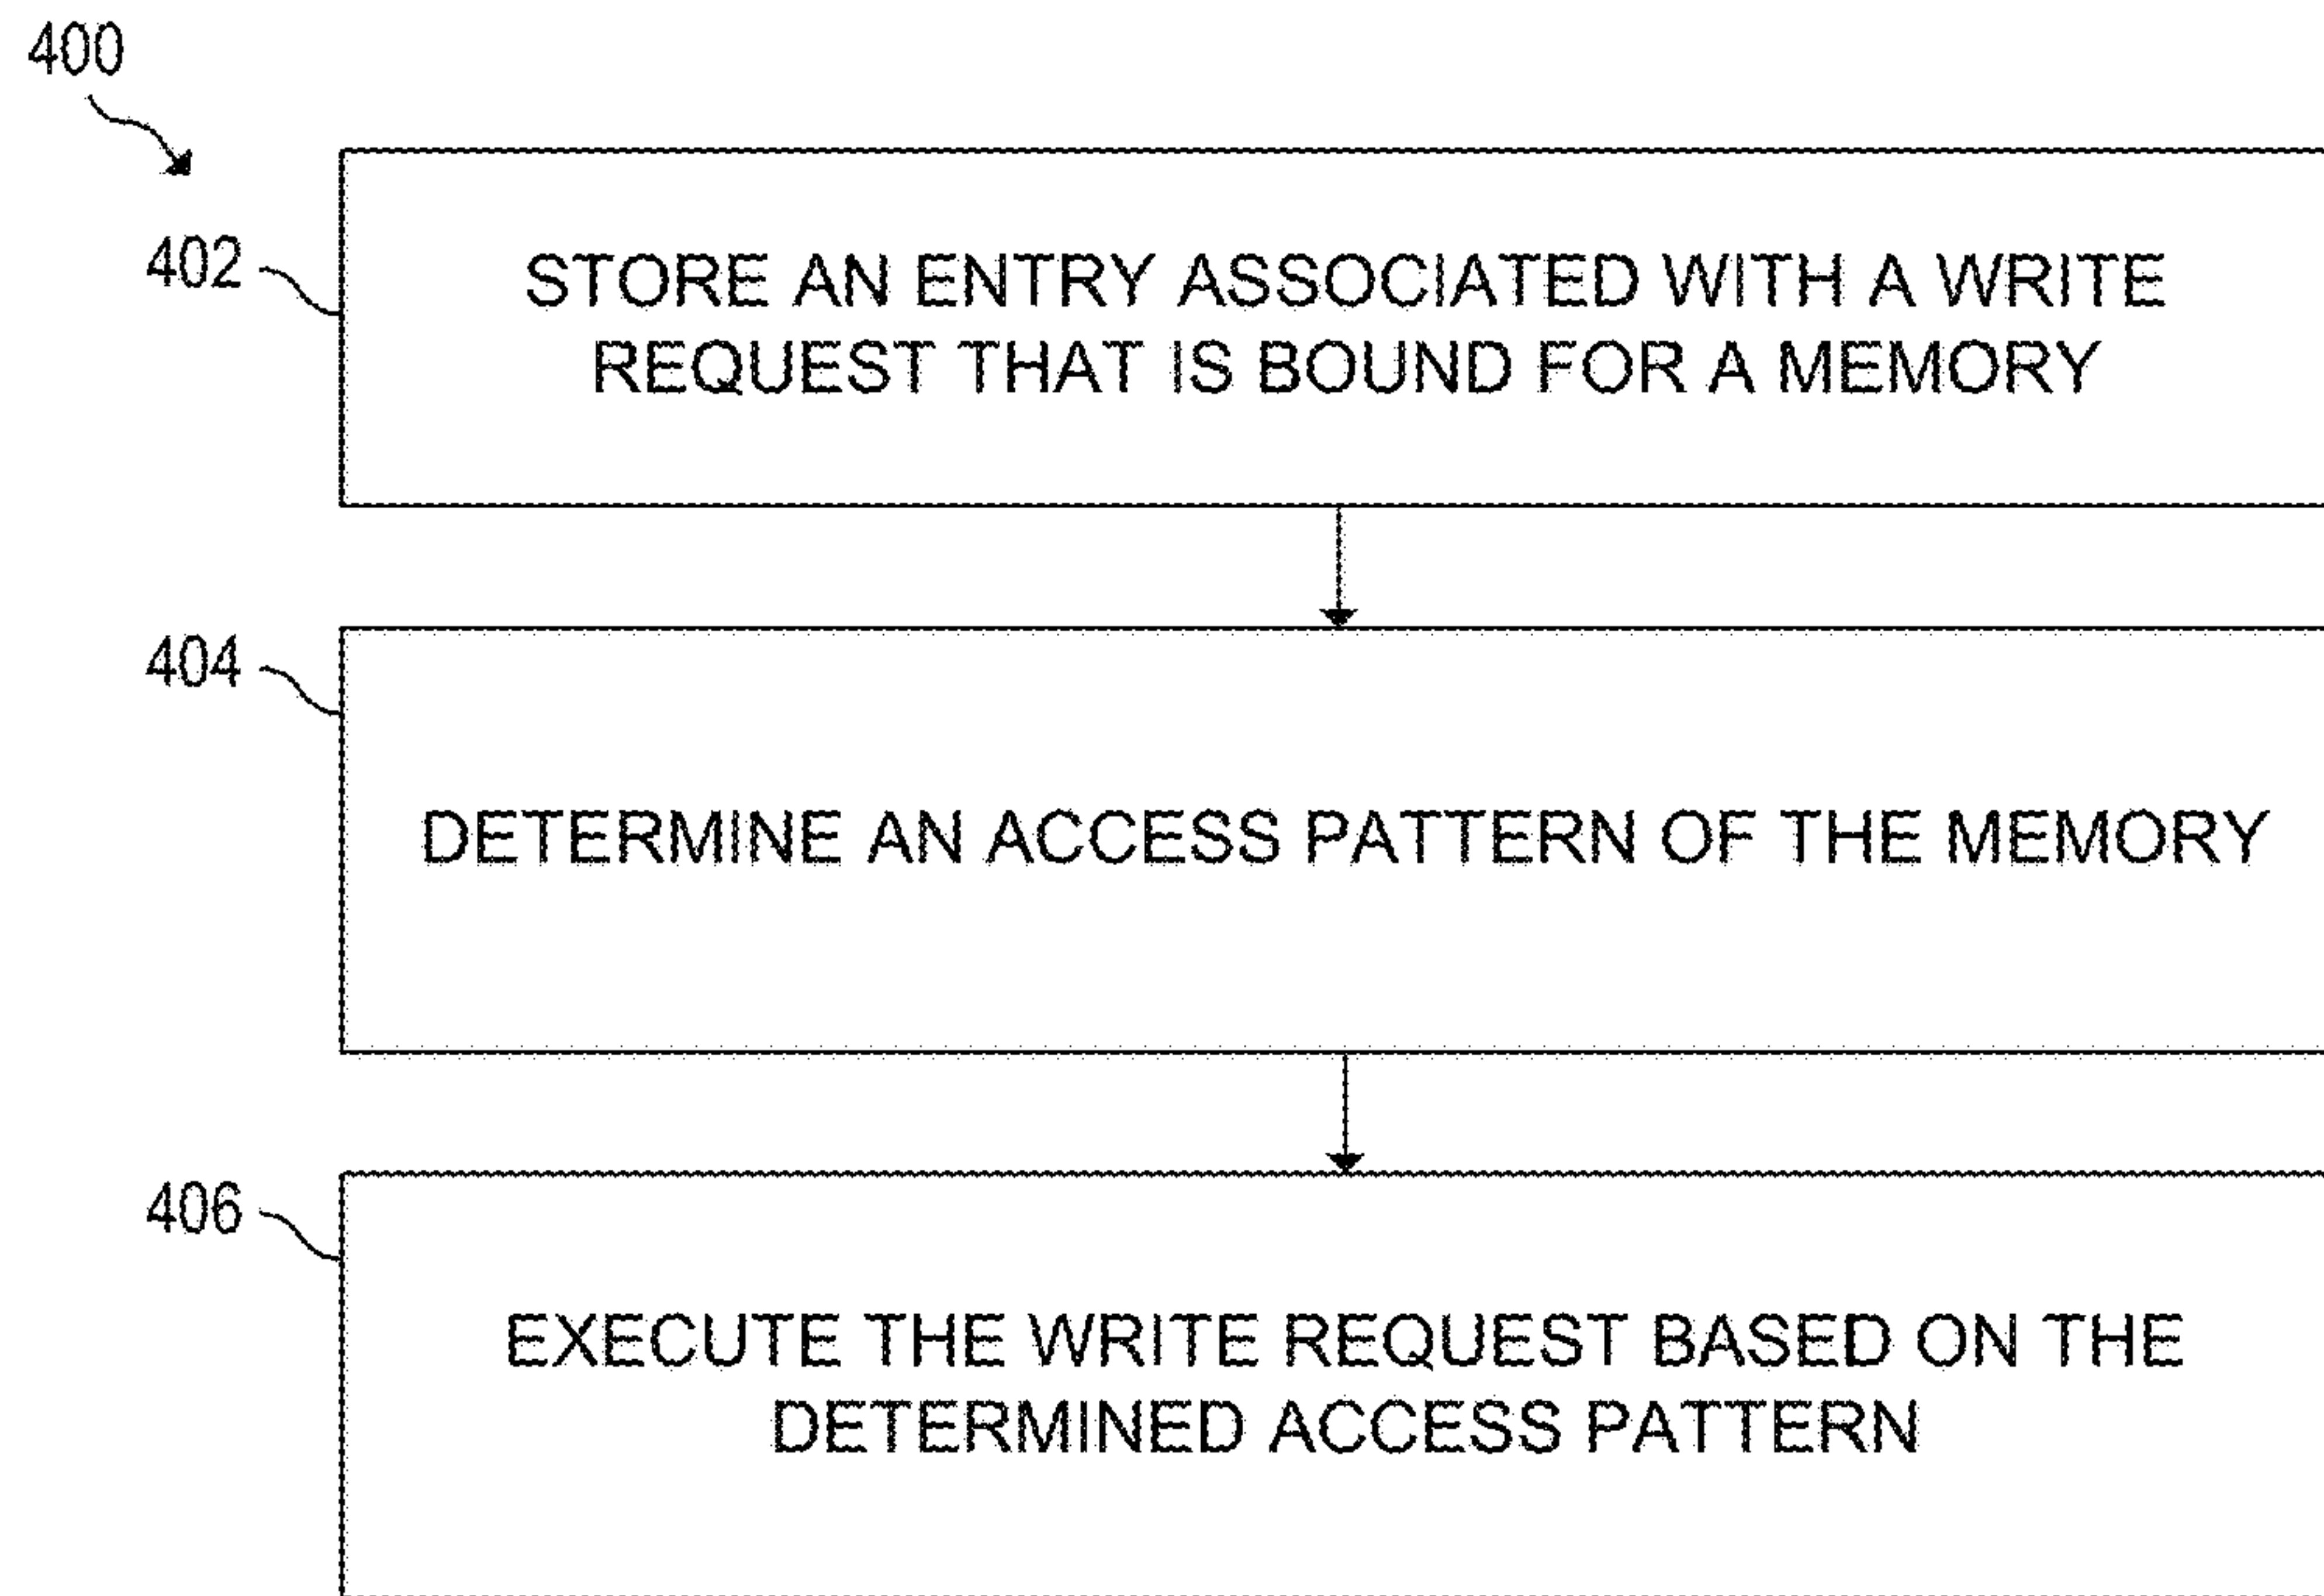 400
402
STORE AN ENTRY ASSOCIATED WITH A WRITE
REQUEST THAT IS BOUND FOR A MEMORY
404
DETERMINE AN ACCESS PATTERN OF THE MEMORY
406
EXECUTE THE WRITE REQUEST BASED ON THE
DETERMINED ACCESS PATTERN